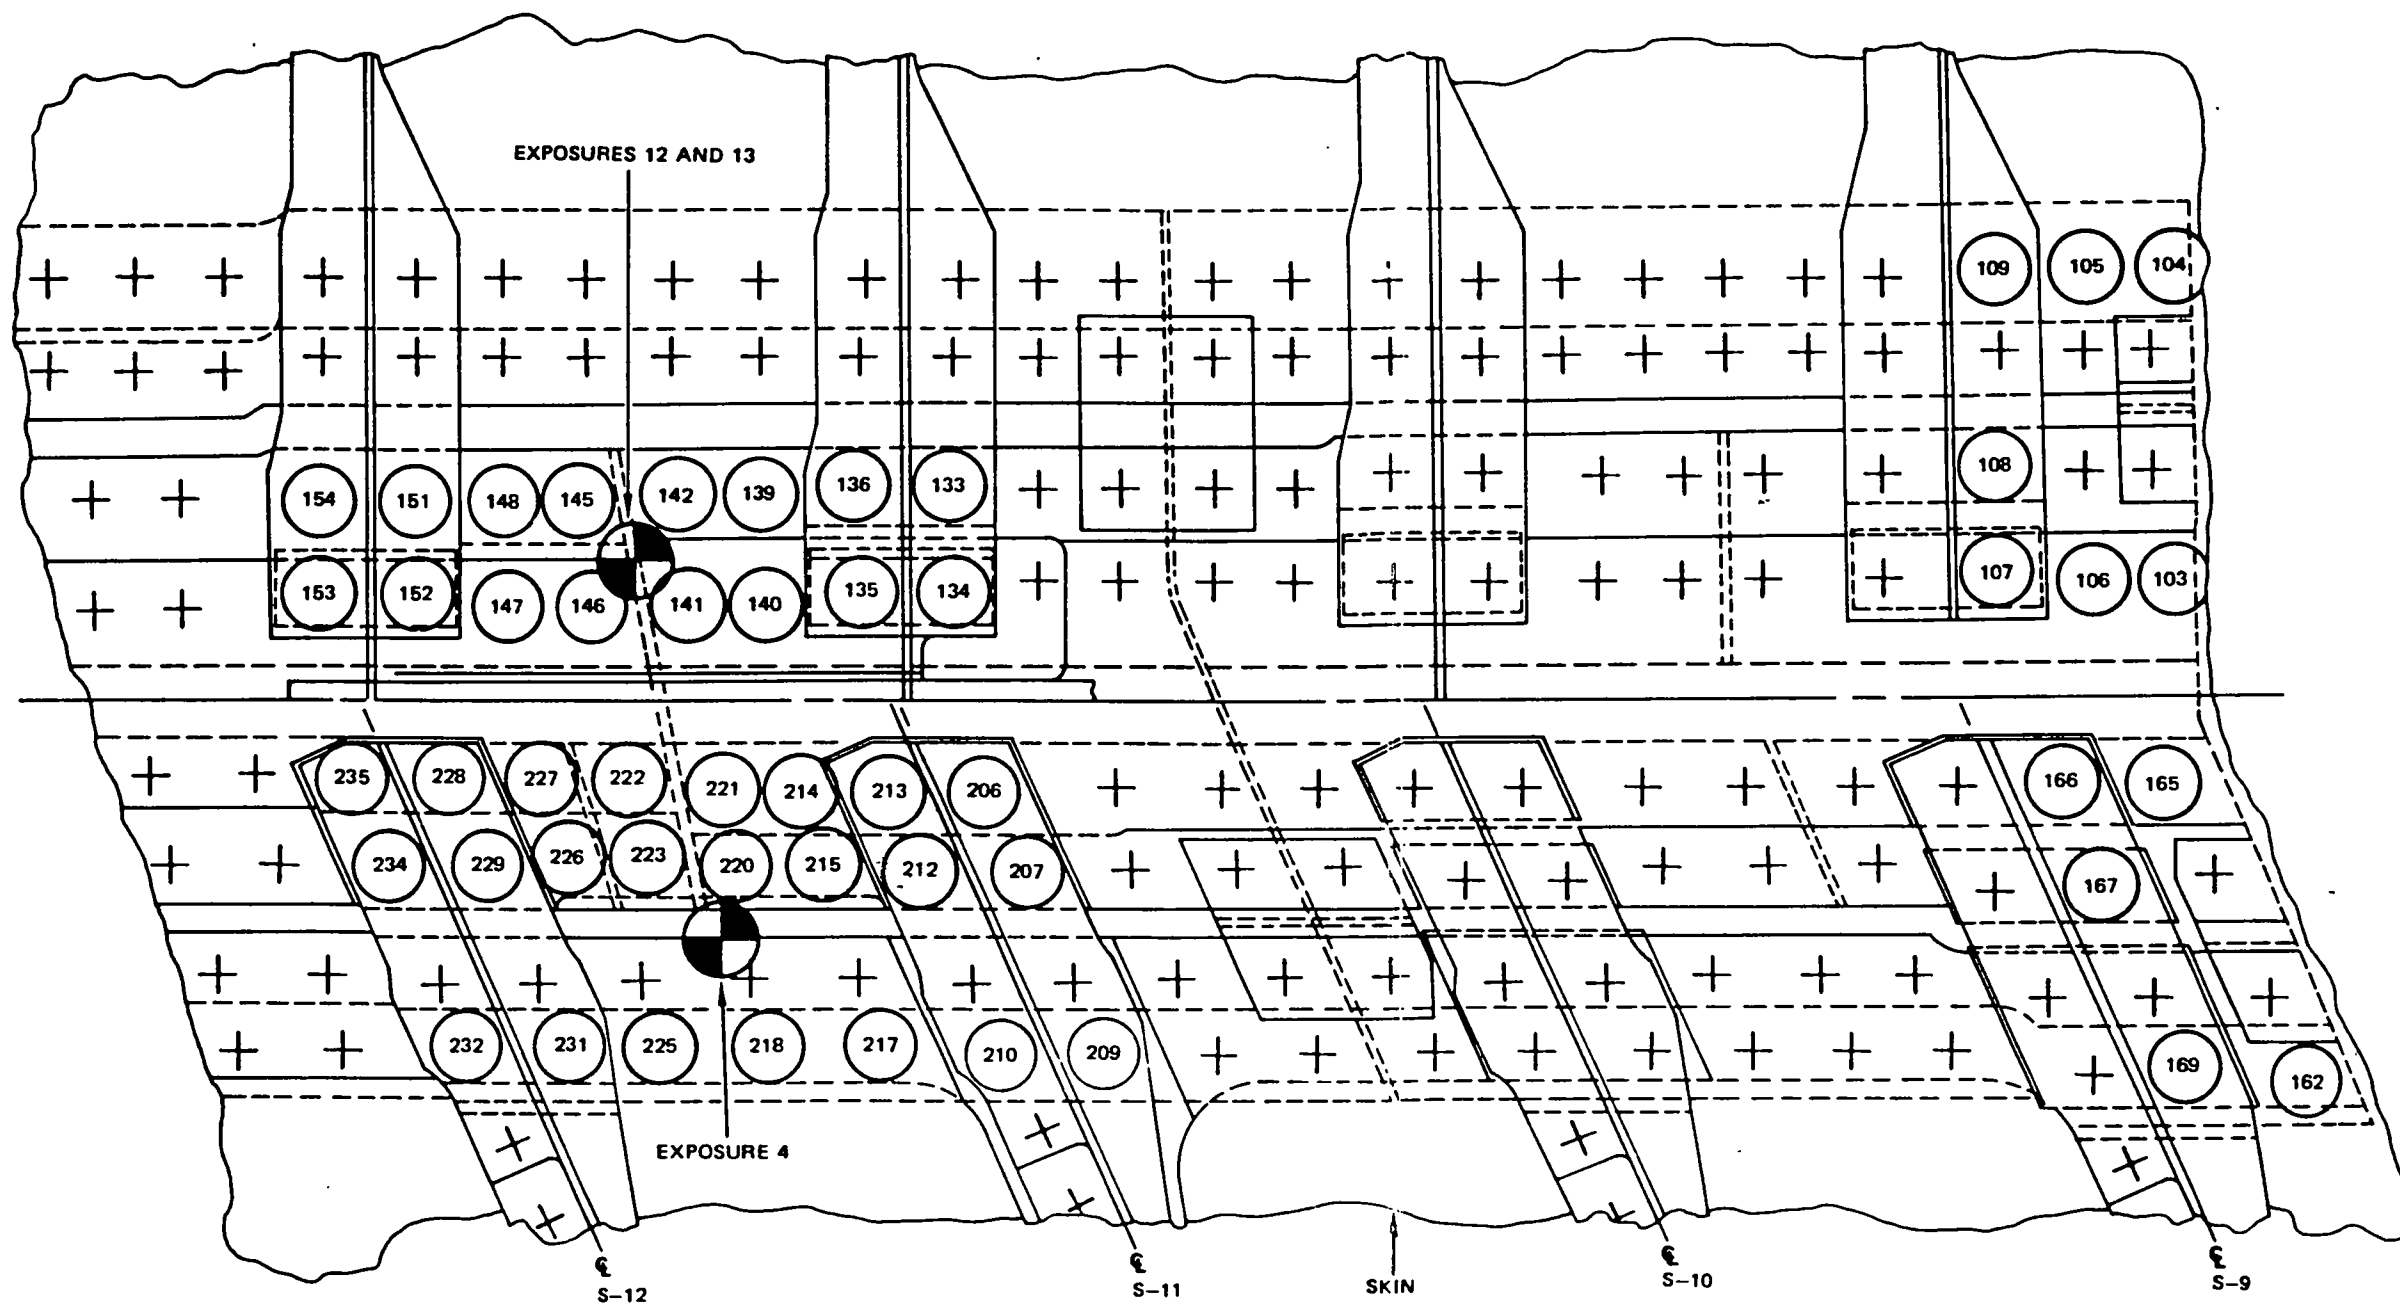 EXPOSURES 12 AND 13
109 105 104
154 151 148 145 142 139 136 133 108
153 152 147 146 141 140 135 134 107 106 103
235 228 227 222 221 214 213 206 166 165
234 229 226 223 220 215 212 207 167
232 231 225 218 217 210 209 169 162
EXPOSURE 4
℄ ℄ ℄ ℄
S-12 S-11 SKIN S-10 S-9